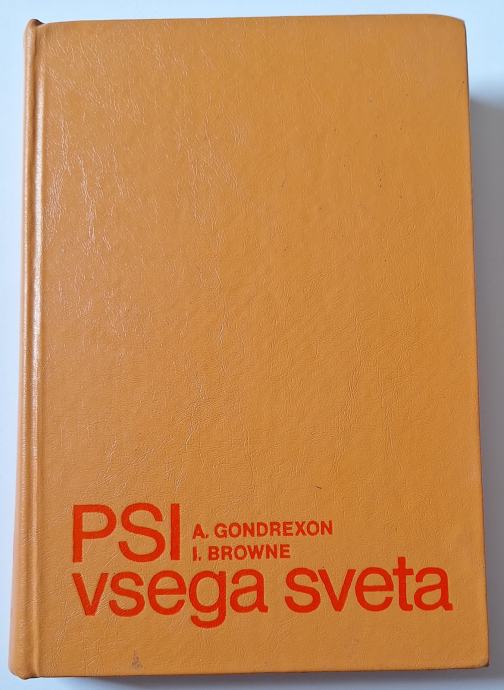 PSI A. GONDREXON
I. BROWNE
vsega sveta